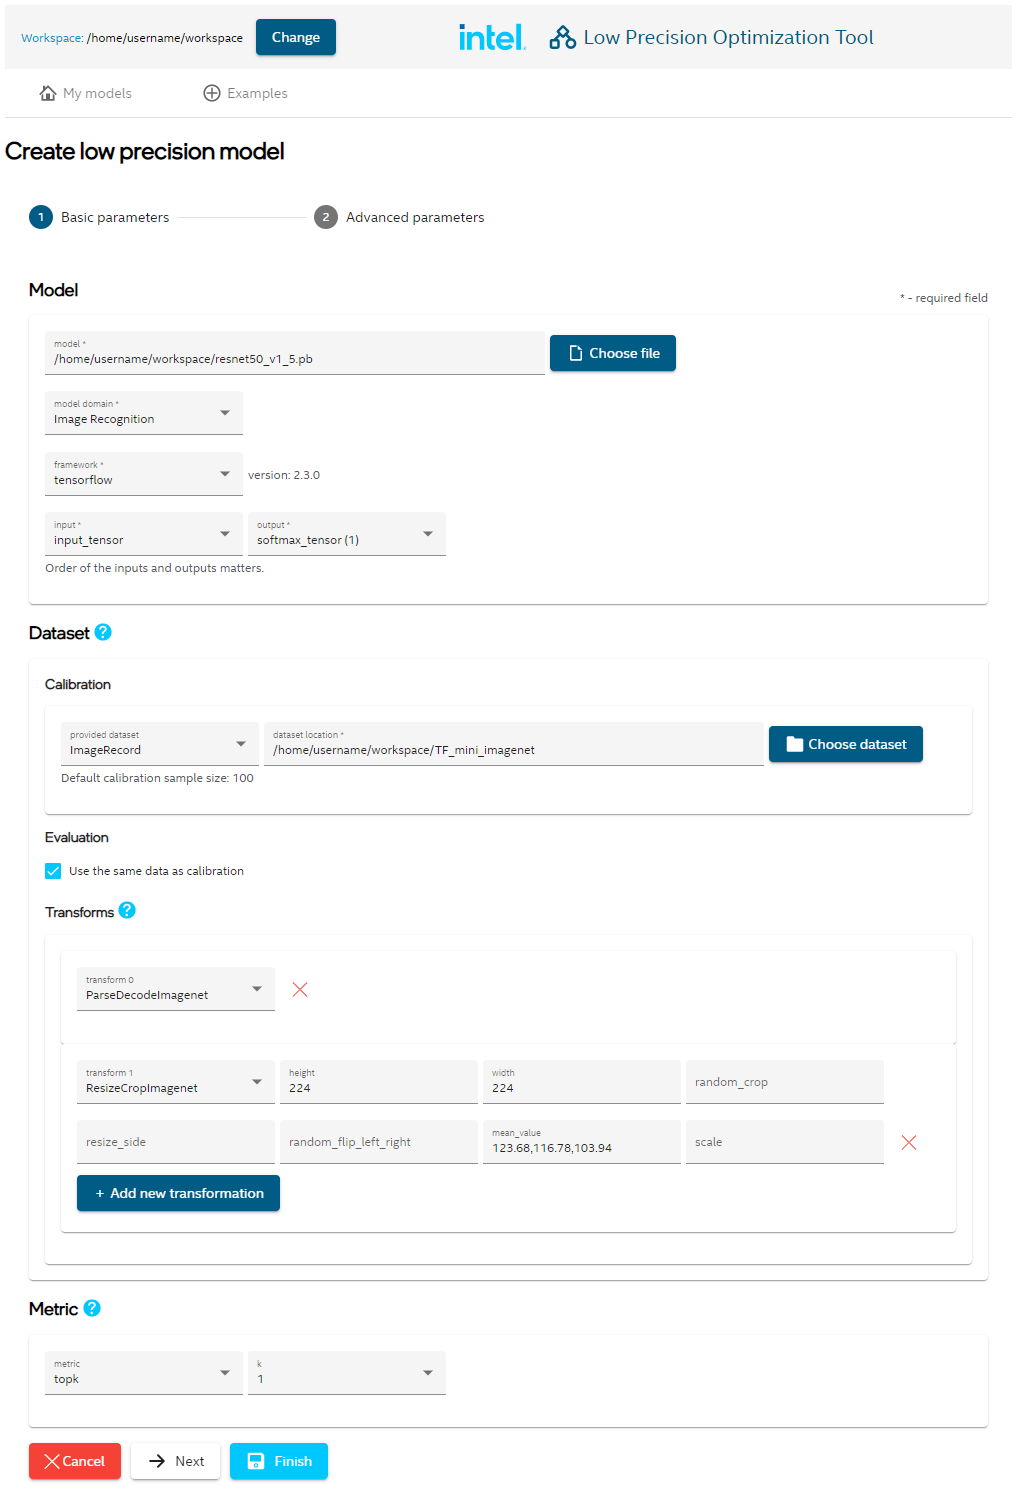 Workspace: /home/username/workspace Change intel. Low Precision Optimization Tool
My models Examples
Create low precision model
1 Basic parameters 2 Advanced parameters
Model
* - required field
model *
/home/username/workspace/resnet50_v1_5.pb
Choose file
model domain *
Image Recognition
framework *
tensorflow
version: 2.3.0
input *
input_tensor
output *
softmax_tensor (1)
Order of the inputs and outputs matters.
Dataset ?
Calibration
provided dataset
ImageRecord
dataset location *
/home/username/workspace/TF_mini_imagenet
Choose dataset
Default calibration sample size: 100
Evaluation
Use the same data as calibration
Transforms ?
transform 0
ParseDecodeImagenet
transform 1
ResizeCropImagenet
height
224
width
224
random_crop
resize_side
random_flip_left_right
mean_value
123.68,116.78,103.94
scale
+ Add new transformation
Metric ?
metric
topk
k
1
Cancel Next Finish